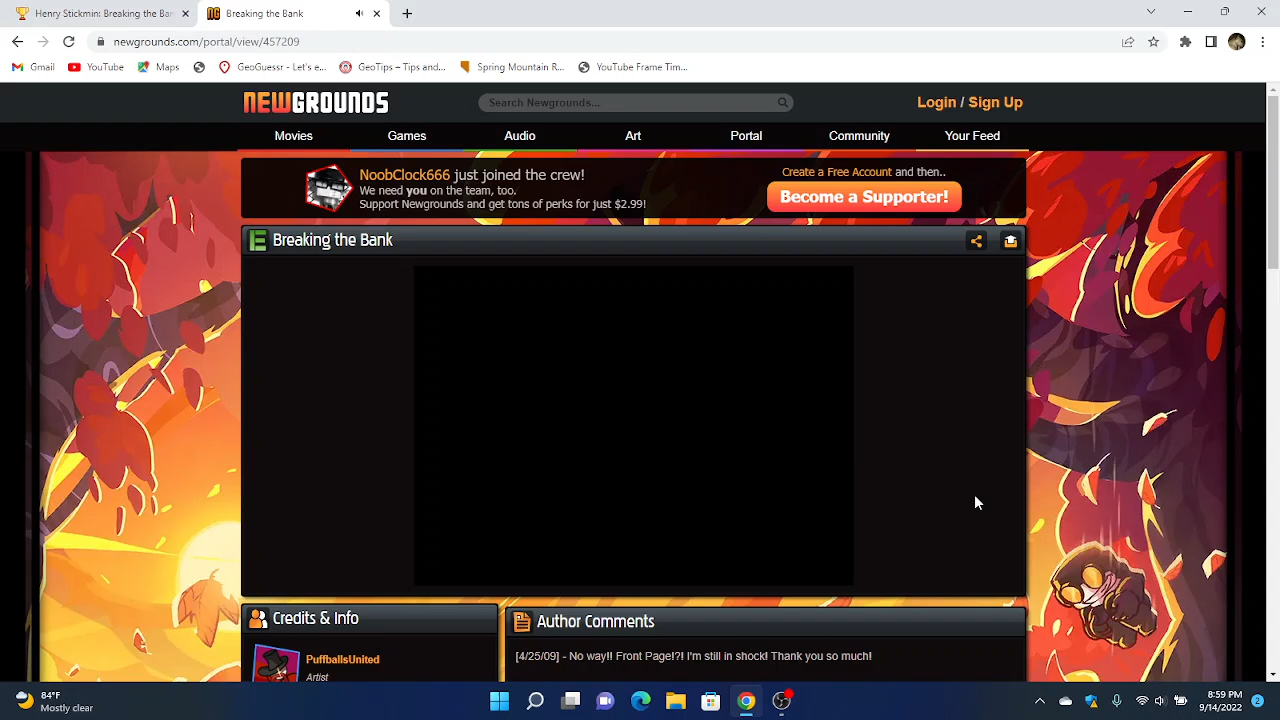 Henry Stickmin: Breaking the Ba
Breaking the Bank
newgrounds.com/portal/view/457209
Gmail YouTube Maps GeoGuessr - Let's e... GeoTips – Tips and... Spring Mountain R... YouTube Frame Tim...
NEWGROUNDS
Search Newgrounds...
Login / Sign Up
Movies Games Audio Art Portal Community Your Feed
NoobClock666 just joined the crew!
We need you on the team, too.
Support Newgrounds and get tons of perks for just $2.99!
Create a Free Account and then..
Become a Supporter!
E Breaking the Bank
Credits & Info
PuffballsUnited
Artist
Author Comments
[4/25/09] - No way!! Front Page!?! I'm still in shock! Thank you so much!
84°F
Mostly clear
8:59 PM
9/14/2022
2